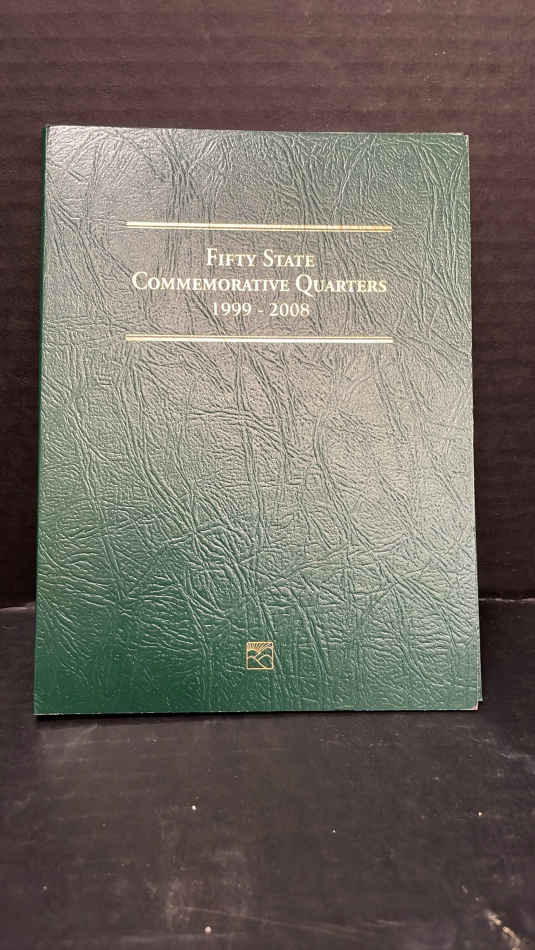 Fifty State
Commemorative Quarters
1999 - 2008